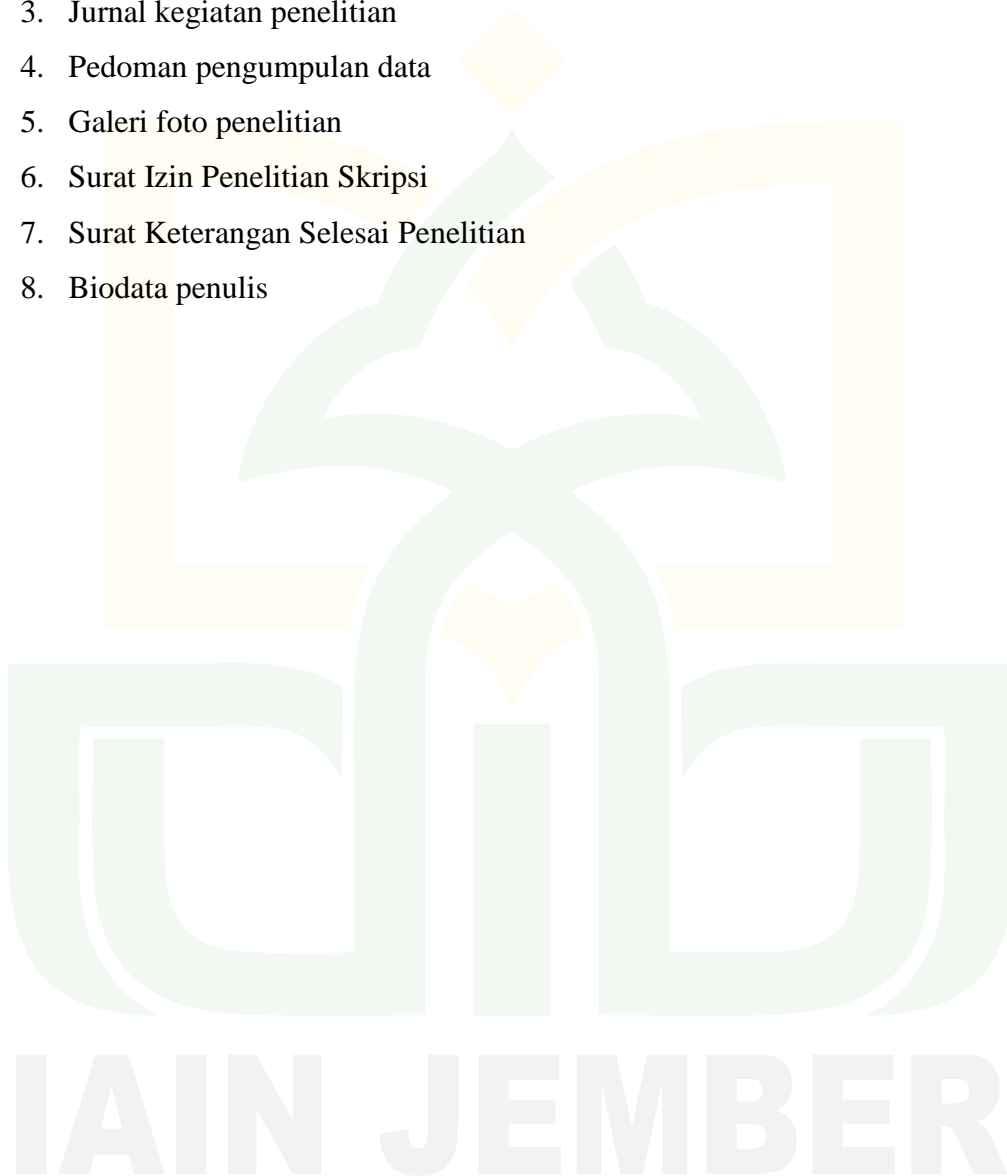 3. Jurnal kegiatan penelitian
4. Pedoman pengumpulan data
5. Galeri foto penelitian
6. Surat Izin Penelitian Skripsi
7. Surat Keterangan Selesai Penelitian
8. Biodata penulis
IAIN JEMBER